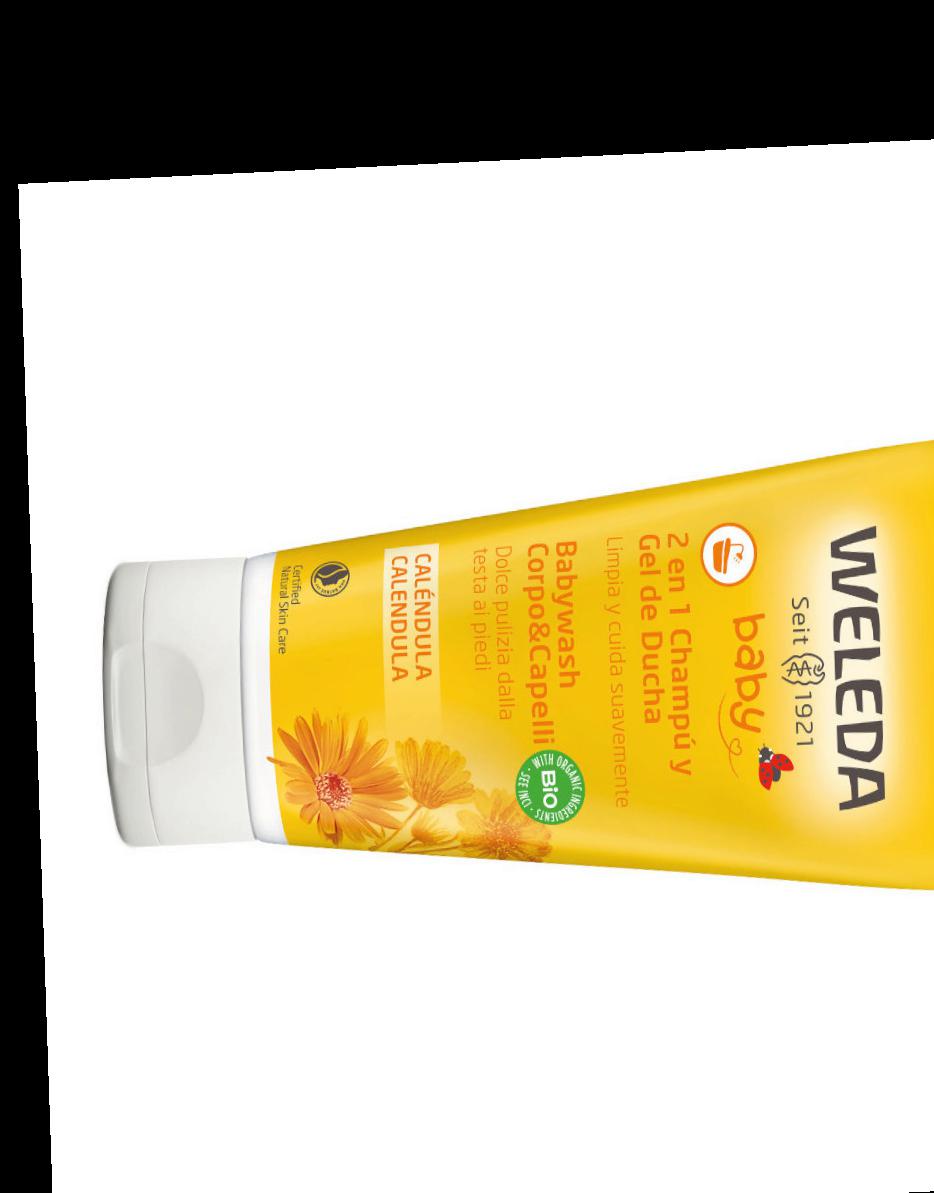 WELEDA
Seit 1921
baby
2 en 1 Champú y
Gel de Ducha
Limpia y cuida suavemente
Babywash
Corpo&Capelli
Dolce pulizia dalla
testa ai piedi
WITH ORGANIC INGREDIENTS · SEE INCI ·
BIO
CALÉNDULA
CALENDULA
Certified
Natural Skin Care